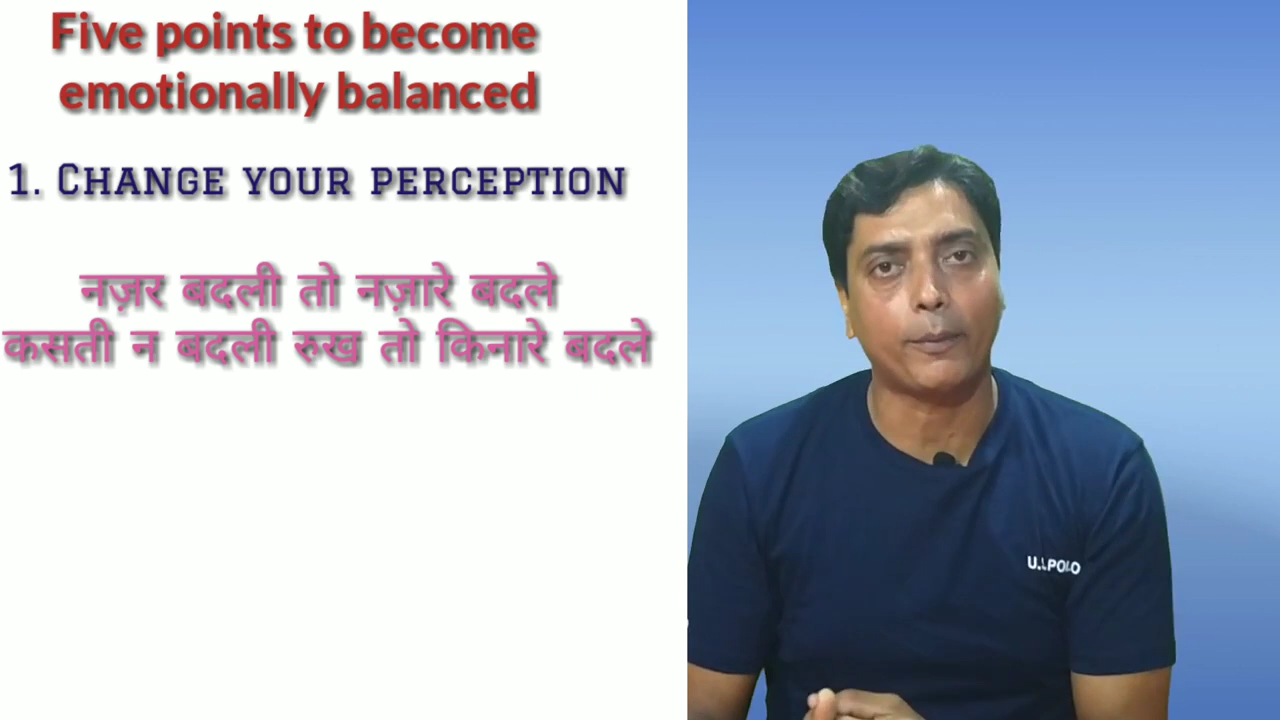 Five points to become
emotionally balanced
1. CHANGE YOUR PERCEPTION
नज़र बदली तो नज़ारे बदले
कसती न बदली रुख तो किनारे बदले